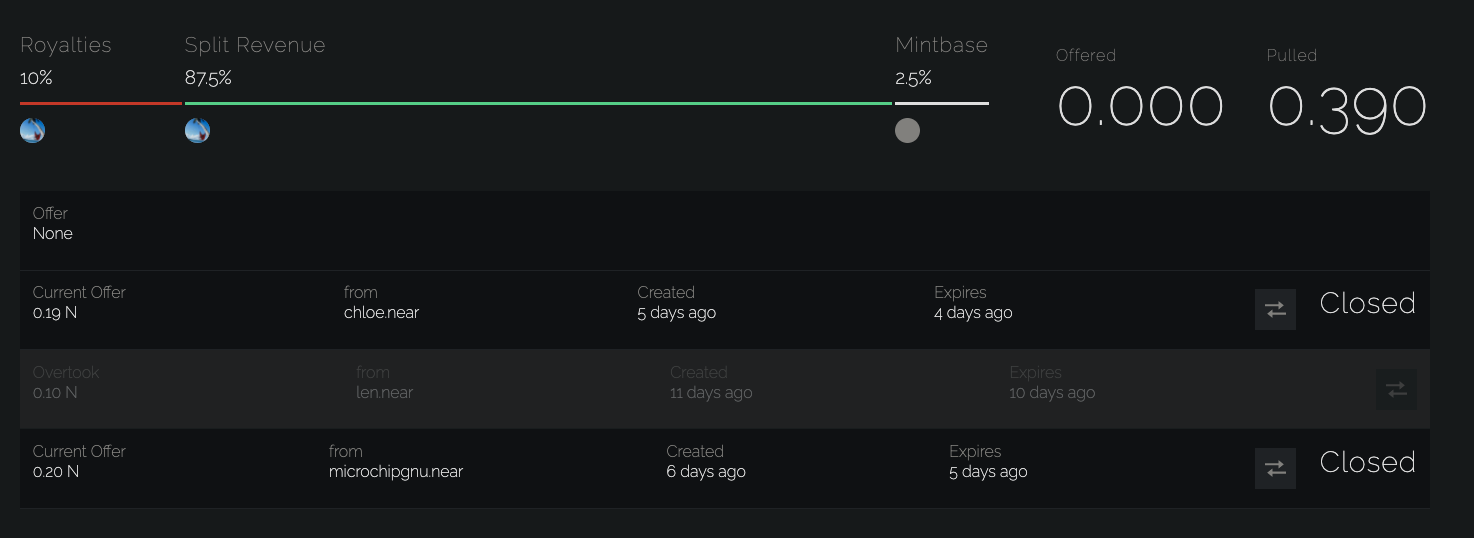 Royalties Split Revenue Mintbase Offered Pulled
10% 87.5% 2.5% 0.000 0.390
Offer
None
Current Offer from Created Expires
0.19 N chloe.near 5 days ago 4 days ago Closed
Overtook from Created Expires
0.10 N len.near 11 days ago 10 days ago
Current Offer from Created Expires
0.20 N microchipgnu.near 6 days ago 5 days ago Closed